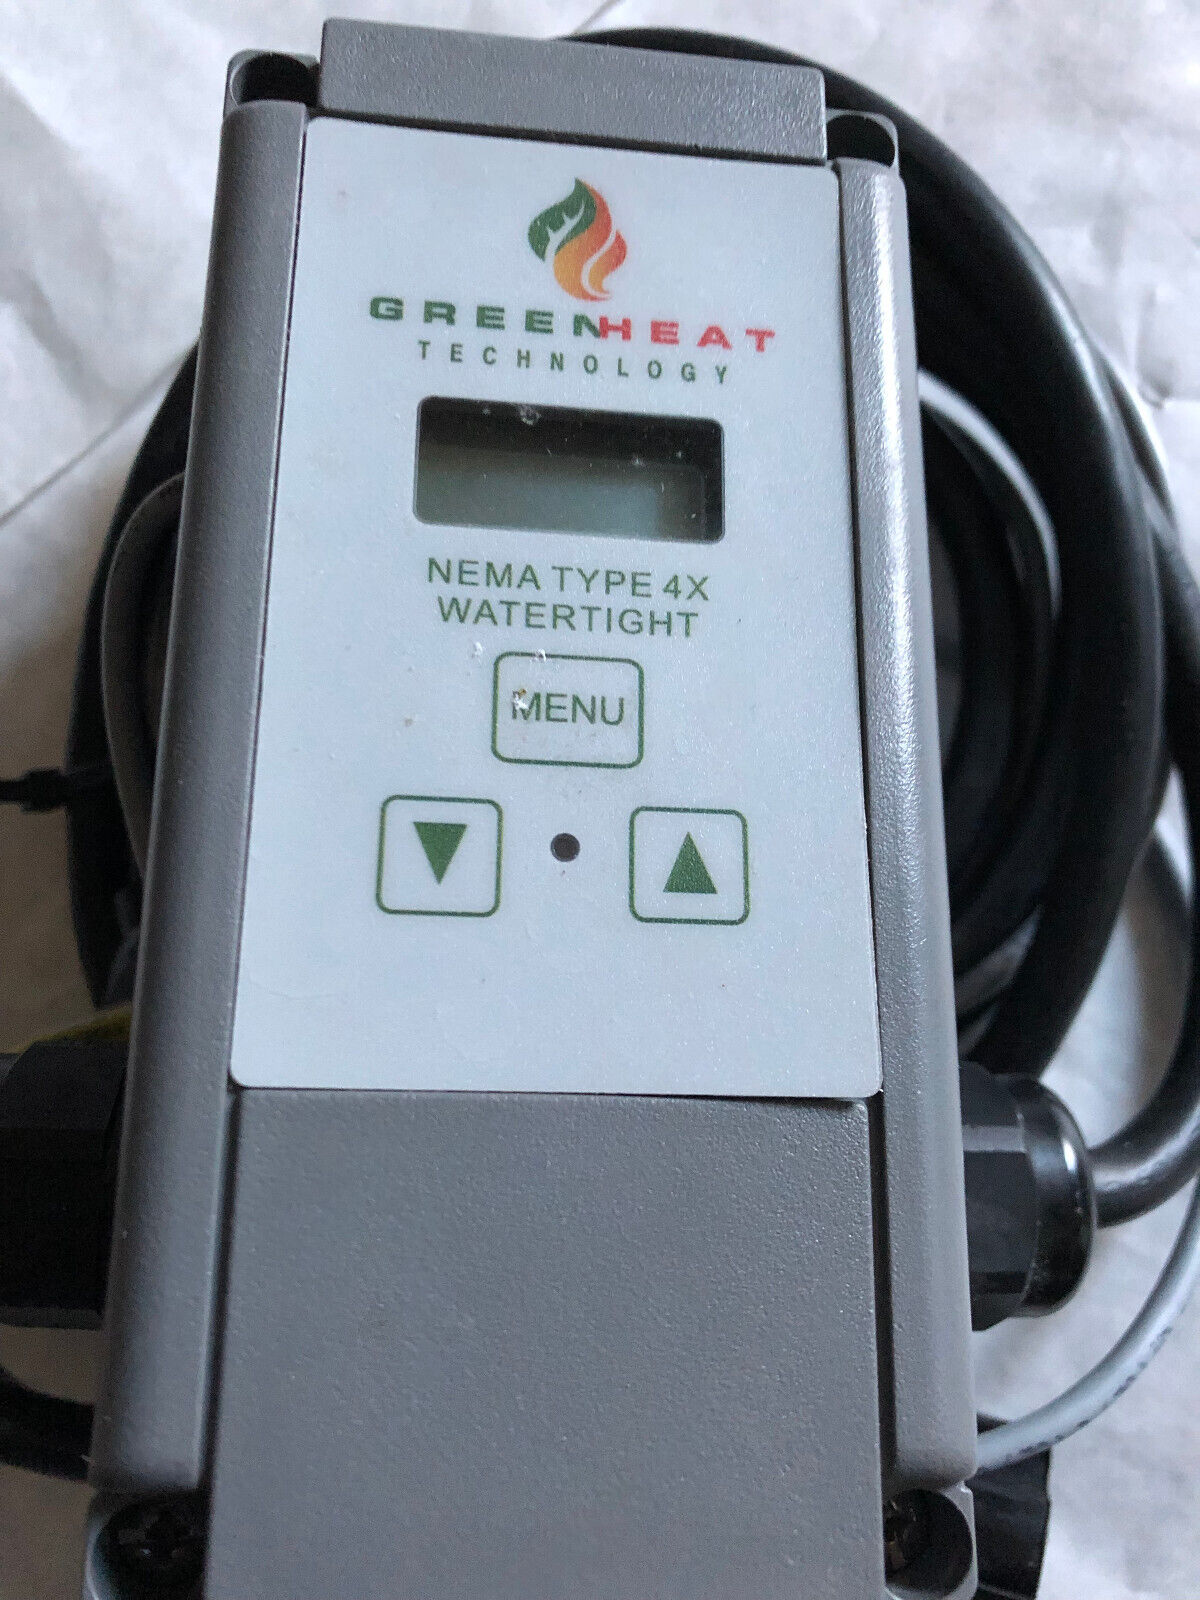 GREENHEAT
TECHNOLOGY
NEMA TYPE 4X
WATERTIGHT
MENU